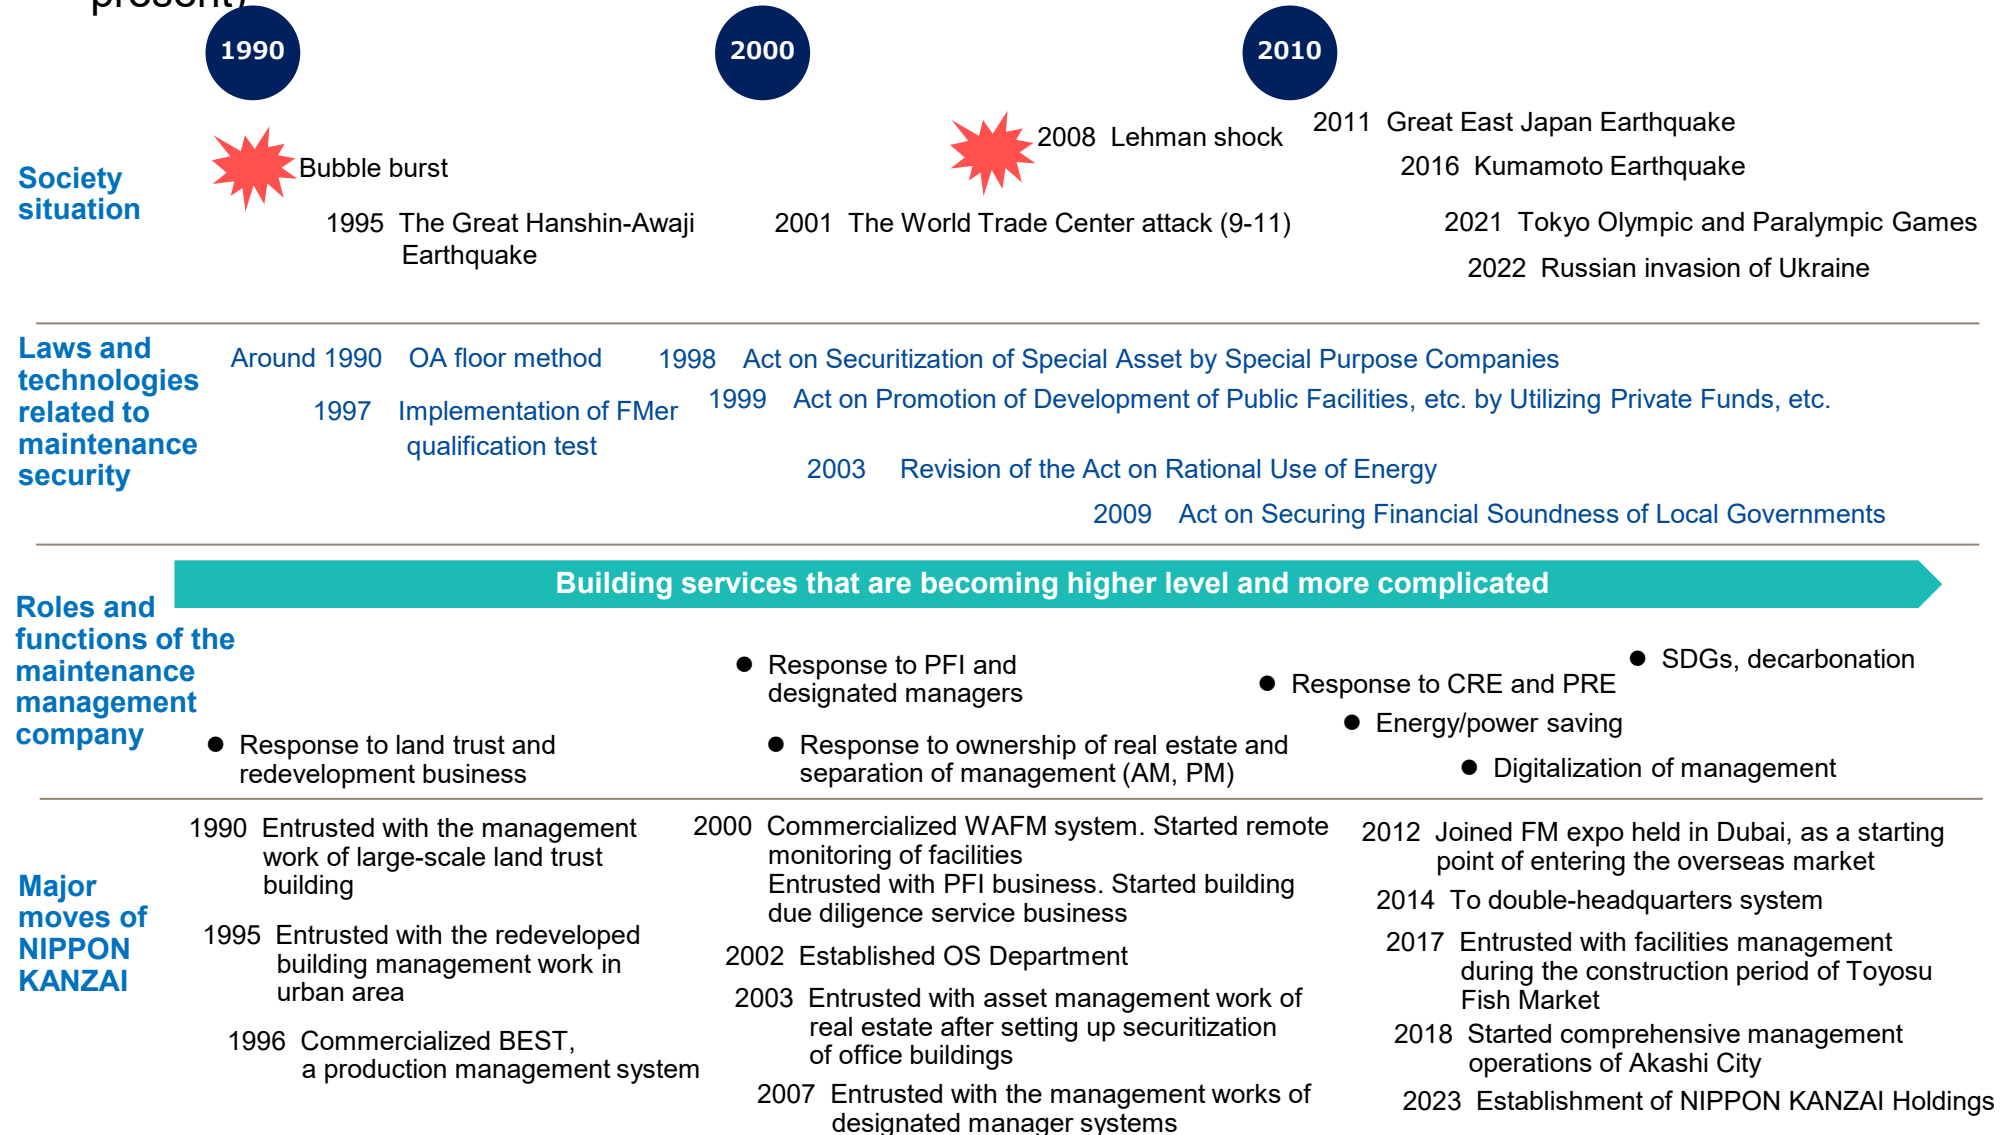 present)
1990
2000
2010
Society
situation
Bubble burst
1995 The Great Hanshin-Awaji
Earthquake
2008 Lehman shock
2001 The World Trade Center attack (9-11)
2011 Great East Japan Earthquake
2016 Kumamoto Earthquake
2021 Tokyo Olympic and Paralympic Games
2022 Russian invasion of Ukraine
Laws and
technologies
related to
maintenance
security
Around 1990 OA floor method
1997 Implementation of FMer
qualification test
1998 Act on Securitization of Special Asset by Special Purpose Companies
1999 Act on Promotion of Development of Public Facilities, etc. by Utilizing Private Funds, etc.
2003 Revision of the Act on Rational Use of Energy
2009 Act on Securing Financial Soundness of Local Governments
Roles and
functions of the
maintenance
management
company
Building services that are becoming higher level and more complicated
● Response to land trust and
redevelopment business
● Response to PFI and
designated managers
● Response to ownership of real estate and
separation of management (AM, PM)
● SDGs, decarbonation
● Response to CRE and PRE
● Energy/power saving
● Digitalization of management
Major
moves of
NIPPON
KANZAI
1990 Entrusted with the management
work of large-scale land trust
building
1995 Entrusted with the redeveloped
building management work in
urban area
1996 Commercialized BEST,
a production management system
2000 Commercialized WAFM system. Started remote
monitoring of facilities
Entrusted with PFI business. Started building
due diligence service business
2002 Established OS Department
2003 Entrusted with asset management work of
real estate after setting up securitization
of office buildings
2007 Entrusted with the management works of
designated manager systems
2012 Joined FM expo held in Dubai, as a starting
point of entering the overseas market
2014 To double-headquarters system
2017 Entrusted with facilities management
during the construction period of Toyosu
Fish Market
2018 Started comprehensive management
operations of Akashi City
2023 Establishment of NIPPON KANZAI Holdings